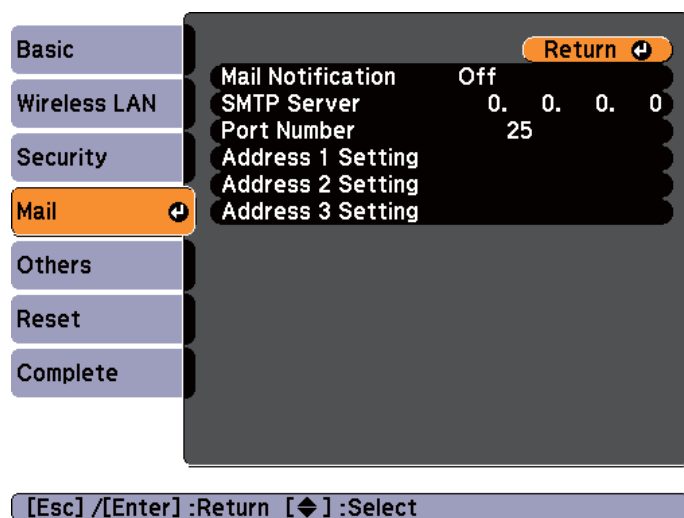 Basic
Wireless LAN
Security
Mail
Others
Reset
Complete
Return
Mail Notification Off
SMTP Server 0. 0. 0. 0
Port Number 25
Address 1 Setting
Address 2 Setting
Address 3 Setting
[Esc] /[Enter] :Return [◆] :Select